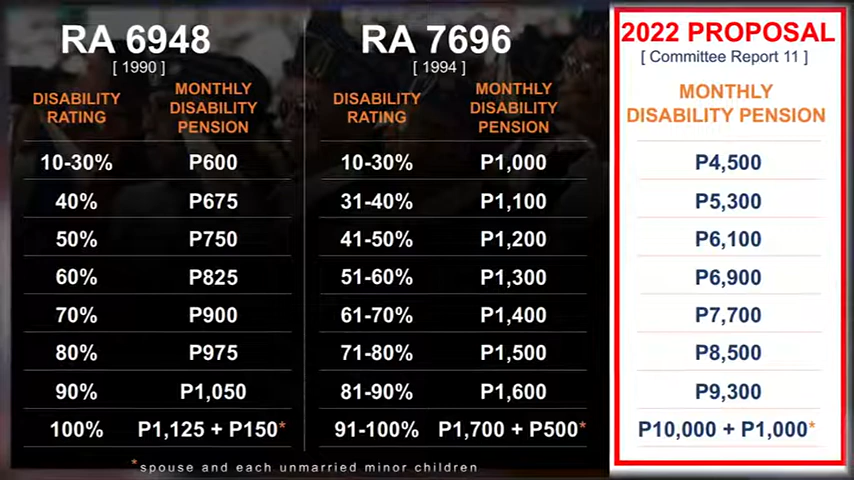 RA 6948
[ 1990 ]
DISABILITY RATING
MONTHLY DISABILITY PENSION
10-30% P600
40% P675
50% P750
60% P825
70% P900
80% P975
90% P1,050
100% P1,125 + P150*
RA 7696
[ 1994 ]
DISABILITY RATING
MONTHLY DISABILITY PENSION
10-30% P1,000
31-40% P1,100
41-50% P1,200
51-60% P1,300
61-70% P1,400
71-80% P1,500
81-90% P1,600
91-100% P1,700 + P500*
*spouse and each unmarried minor children
2022 PROPOSAL
[ Committee Report 11 ]
MONTHLY
DISABILITY PENSION
P4,500
P5,300
P6,100
P6,900
P7,700
P8,500
P9,300
P10,000 + P1,000*